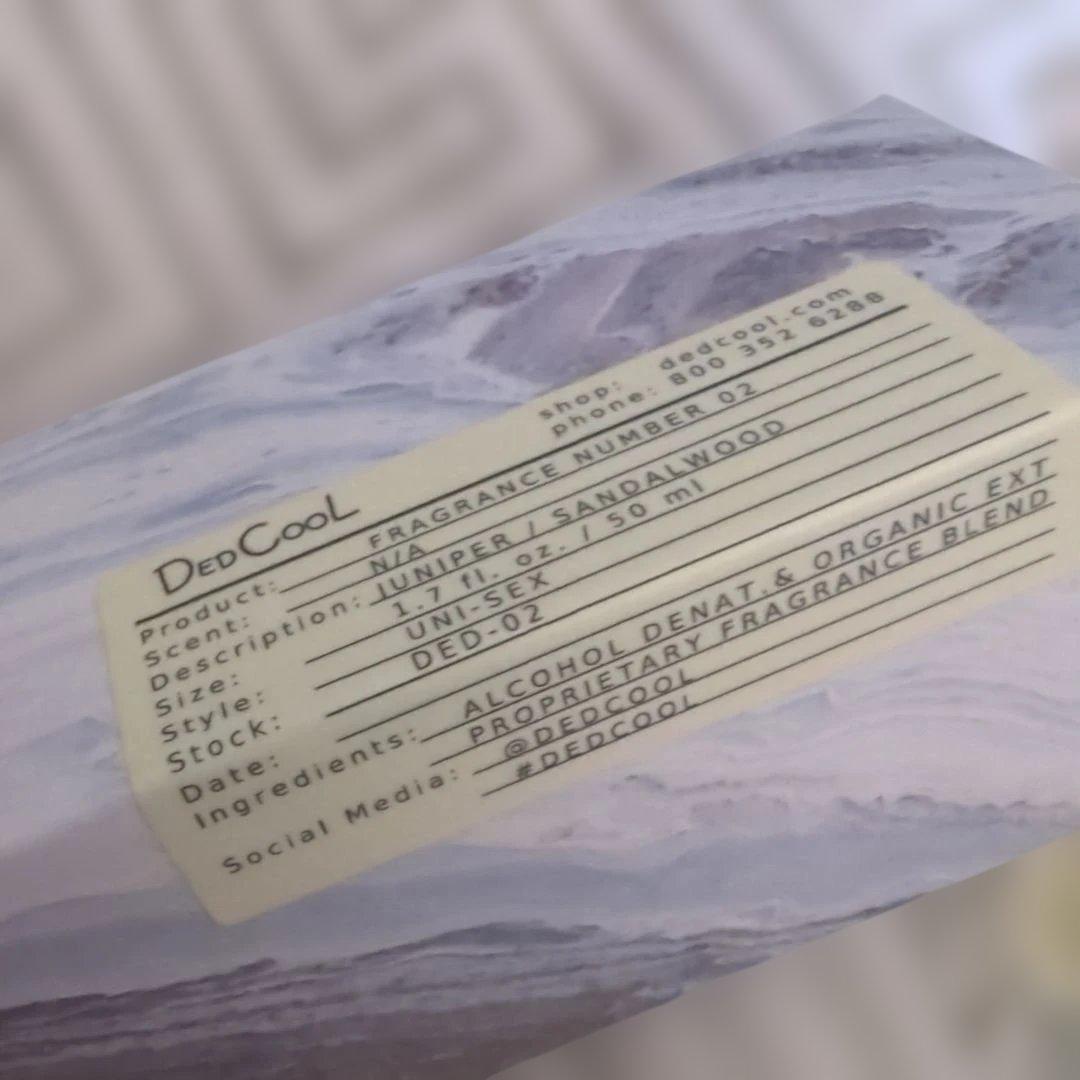 DEDCOOL
shop: dedcool.com
phone: 800 352 6288
Product: FRAGRANCE NUMBER 02
Scent: N/A
Description: JUNIPER / SANDALWOOD
Size: 1.7 fl. oz. / 50 ml
Style: UNI-SEX
Stock: DED-02
Date:
Ingredients: ALCOHOL DENAT.& ORGANIC EXT
PROPRIETARY FRAGRANCE BLEND
Social Media: @DEDCOOL
#DEDCOOL